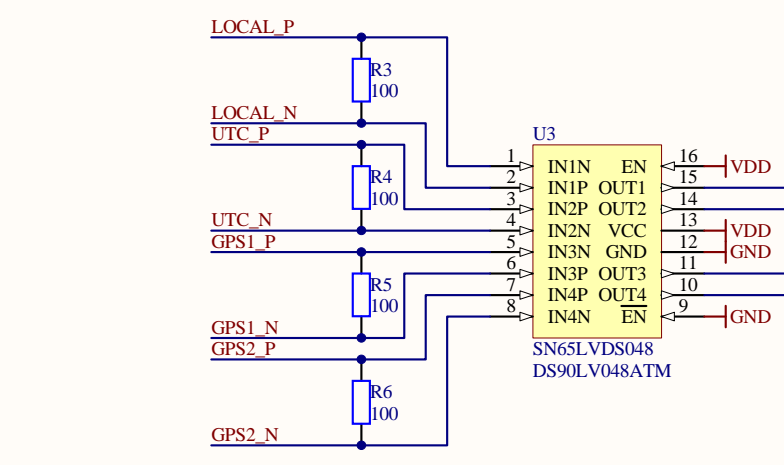 LOCAL_P
R3
100
LOCAL_N
UTC_P
R4
100
UTC_N
GPS1_P
R5
100
GPS1_N
GPS2_P
R6
100
GPS2_N
U3
1 IN1N EN 16 VDD
2 IN1P OUT1 15
3 IN2P OUT2 14
4 IN2N VCC 13 VDD
5 IN3N GND 12 GND
6 IN3P OUT3 11
7 IN4P OUT4 10
8 IN4N EN 9 GND
SN65LVDS048
DS90LV048ATM